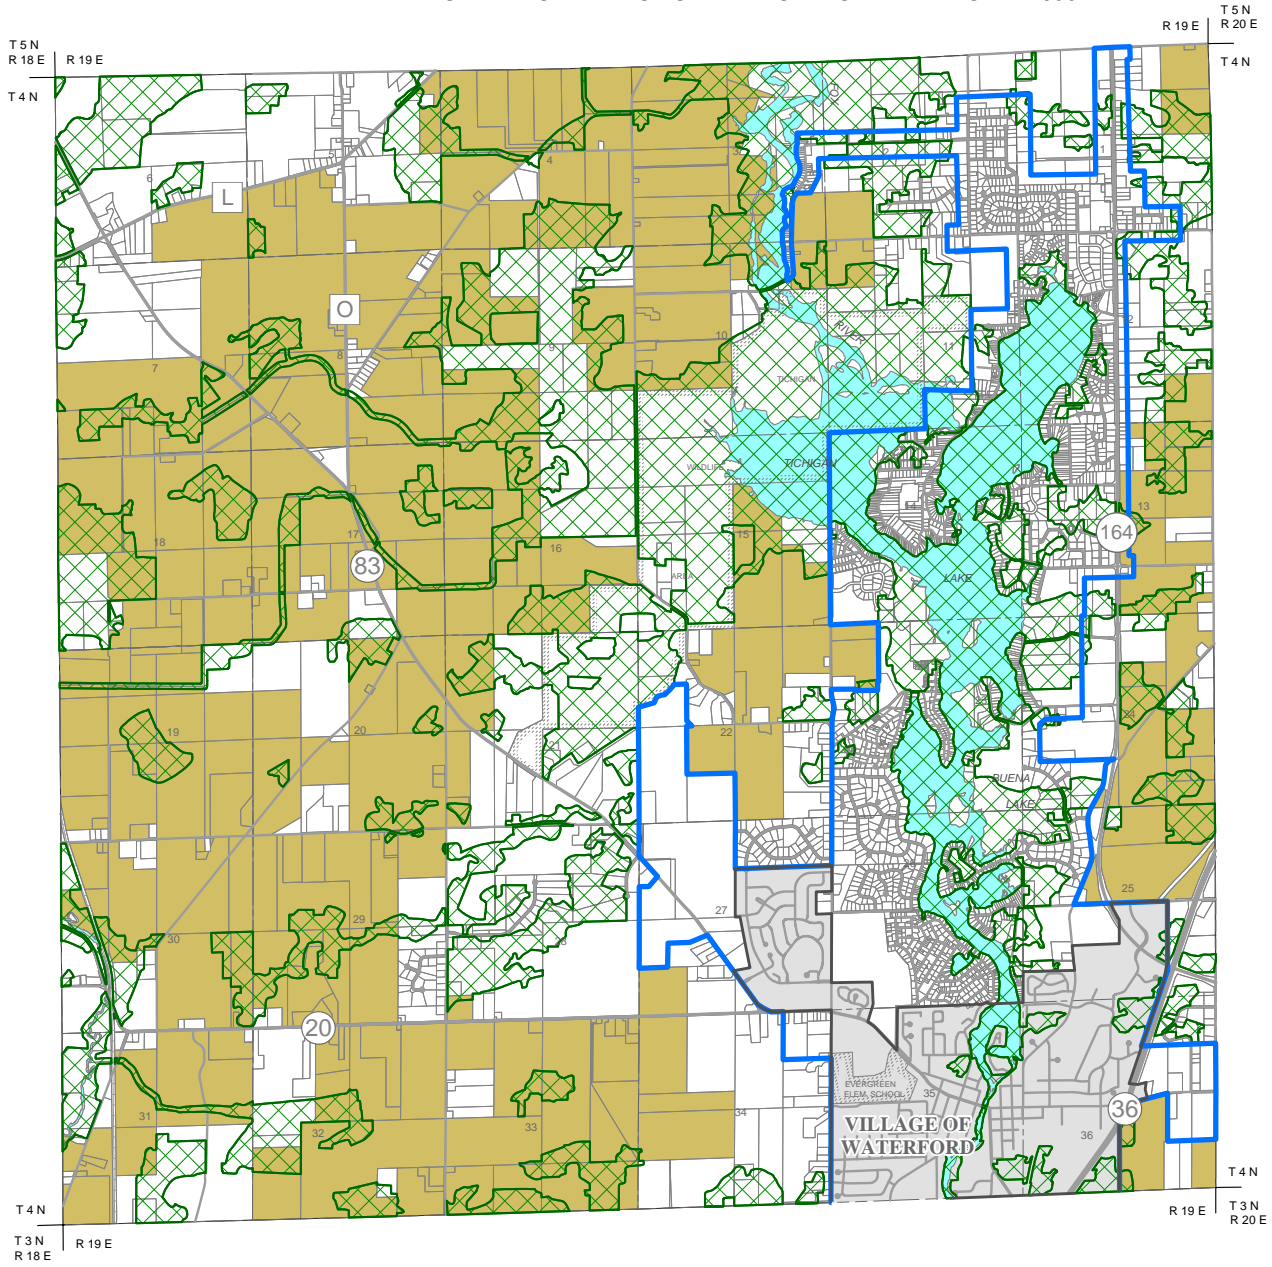 T 5 N
R 20 E
R 19 E
T 4 N
T 5 N
R 18 E
R 19 E
T 4 N
3
4
2
1
6
L
O
RIVER
12
10
11
9
8
7
TICHIGAN
TICHIGAN
WILDLIFE
14
13
164
15
17
18
16
83
AREA
LAKE
23
24
19
20
22
21
BUENA
LAKE
25
27
29
30
28
20
EVERGREEN
ELEM. SCHOOL
35
36
31
34
33
32
VILLAGE OF
WATERFORD
36
T 4 N
R 19 E
T 3 N
R 20 E
T 4 N
T 3 N
R 18 E
R 19 E